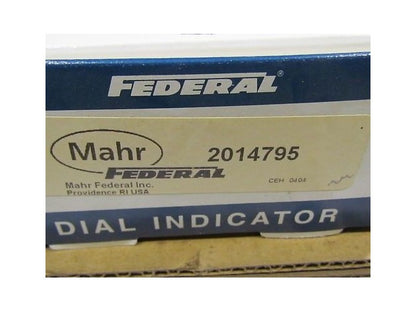 FEDERAL®
Mahr 2014795
FEDERAL
CEH 0404
Mahr Federal Inc.
Providence RI USA
DIAL INDICATOR